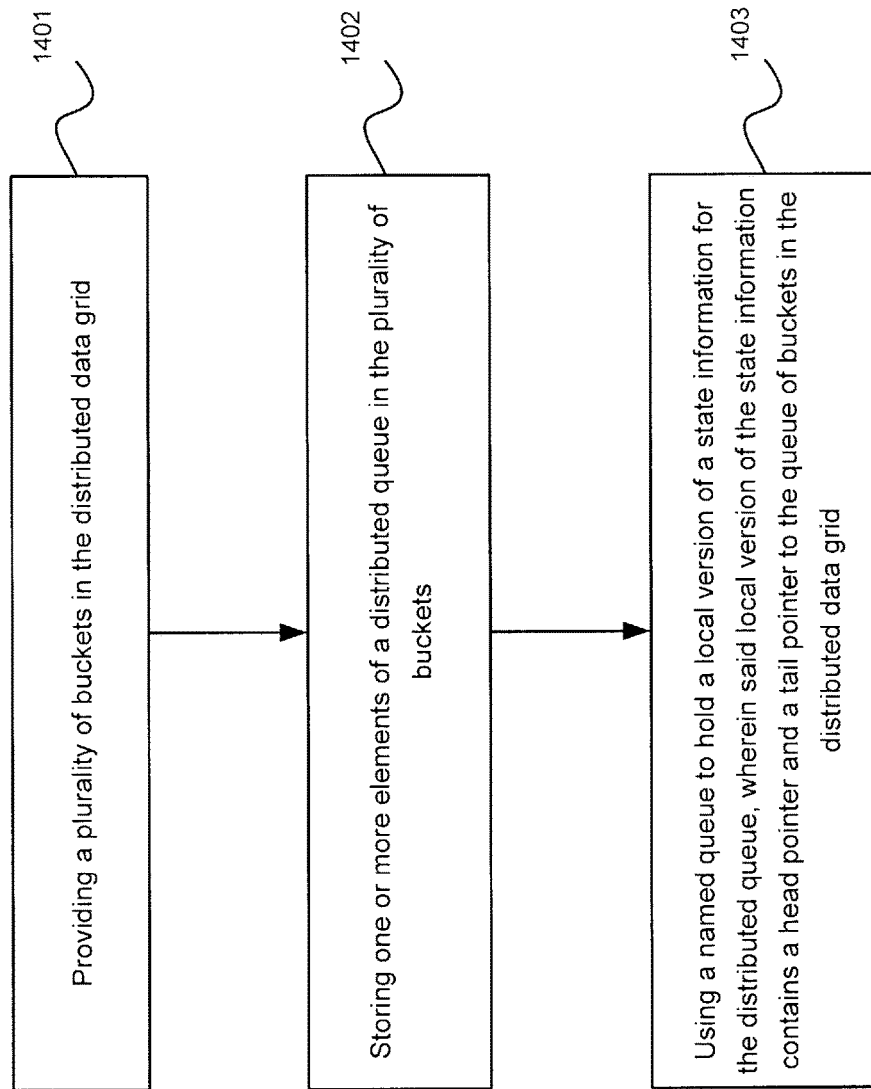 Providing a plurality of buckets in the distributed data grid
1401
Storing one or more elements of a distributed queue in the plurality of
buckets
1402
Using a named queue to hold a local version of a state information for
the distributed queue, wherein said local version of the state information
contains a head pointer and a tail pointer to the queue of buckets in the
distributed data grid
1403